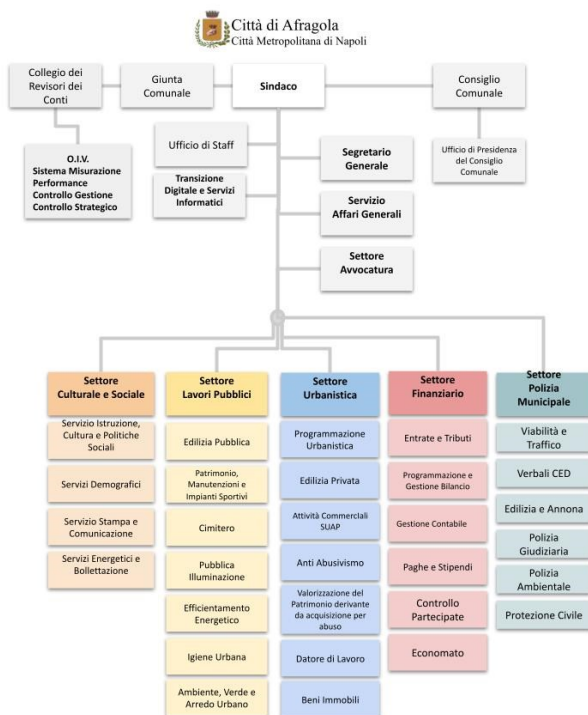 Città di Afragola
Città Metropolitana di Napoli
Collegio dei
Revisori dei
Conti
Giunta
Comunale
Sindaco
Consiglio
Comunale
O.I.V.
Sistema Misurazione
Performance
Controllo Gestione
Controllo Strategico
Ufficio di Staff
Transizione
Digitale e Servizi
Informatici
Segretario
Generale
Servizio
Affari Generali
Settore
Avvocatura
Ufficio di Presidenza
del Consiglio
Comunale
Settore
Culturale e Sociale
Servizio Istruzione,
Cultura e Politiche
Sociali
Servizi Demografici
Servizio Stampa e
Comunicazione
Servizi Energetici e
Bollettazione
Settore
Lavori Pubblici
Edilizia Pubblica
Patrimonio,
Manutenzioni e
Impianti Sportivi
Cimitero
Pubblica
Illuminazione
Efficientamento
Energetico
Igiene Urbana
Ambiente, Verde e
Arredo Urbano
Settore
Urbanistica
Programmazione
Urbanistica
Edilizia Privata
Attività Commerciali
SUAP
Anti Abusivismo
Valorizzazione del
Patrimonio derivante
da acquisizione per
abuso
Datore di Lavoro
Beni Immobili
Settore
Finanziario
Entrate e Tributi
Programmazione e
Gestione Bilancio
Gestione Contabile
Paghe e Stipendi
Controllo
Partecipate
Economato
Settore
Polizia
Municipale
Viabilità e
Traffico
Verbali CED
Edilizia e Annona
Polizia
Giudiziaria
Polizia
Ambientale
Protezione Civile